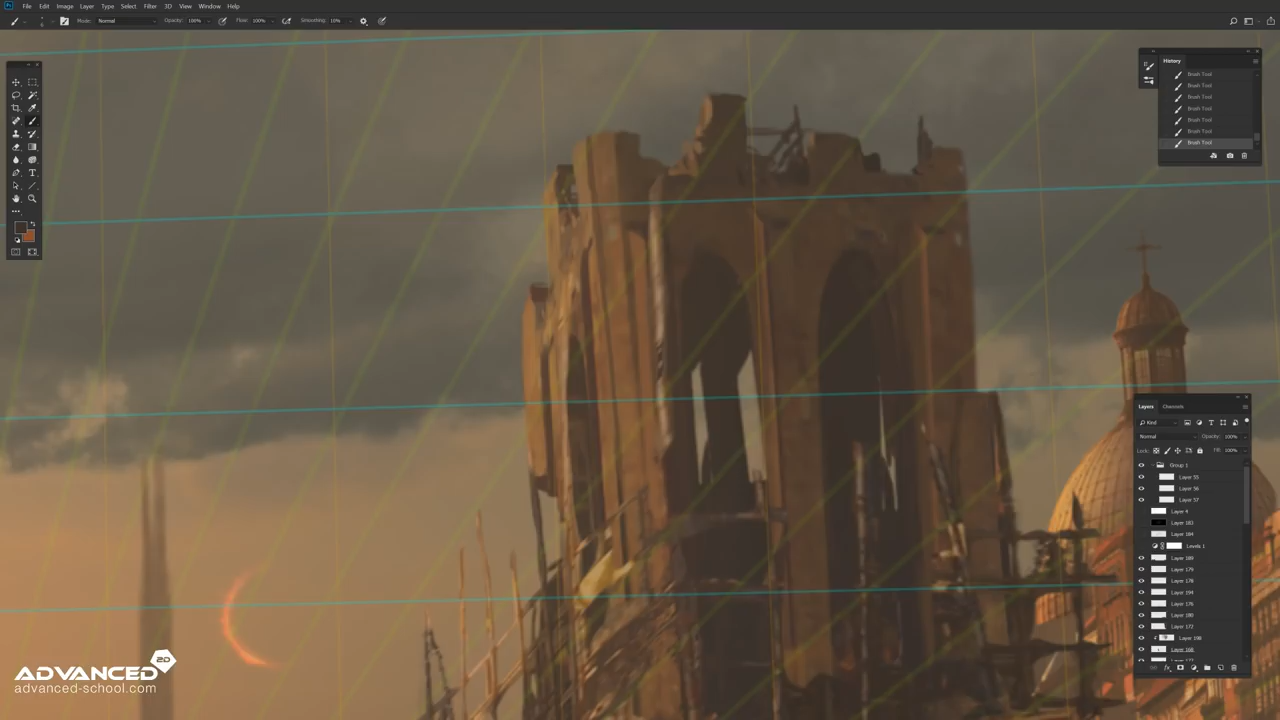 Ps File Edit Image Layer Type Select Filter 3D View Window Help
Mode: Normal Opacity: 100% Flow: 100% Smoothing: 10%
History
Brush Tool
Brush Tool
Brush Tool
Brush Tool
Brush Tool
Brush Tool
Brush Tool
T
Layers Channels
Kind T
Normal Opacity: 100%
Lock: Fill: 100%
Group 1
Layer 55
Layer 56
Layer 57
Layer 4
Layer 183
Layer 184
Levels 1
Layer 189
Layer 179
Layer 178
Layer 194
Layer 176
Layer 180
Layer 172
Layer 198
Layer 166
fx
ADVANCED 2D
advanced-school.com